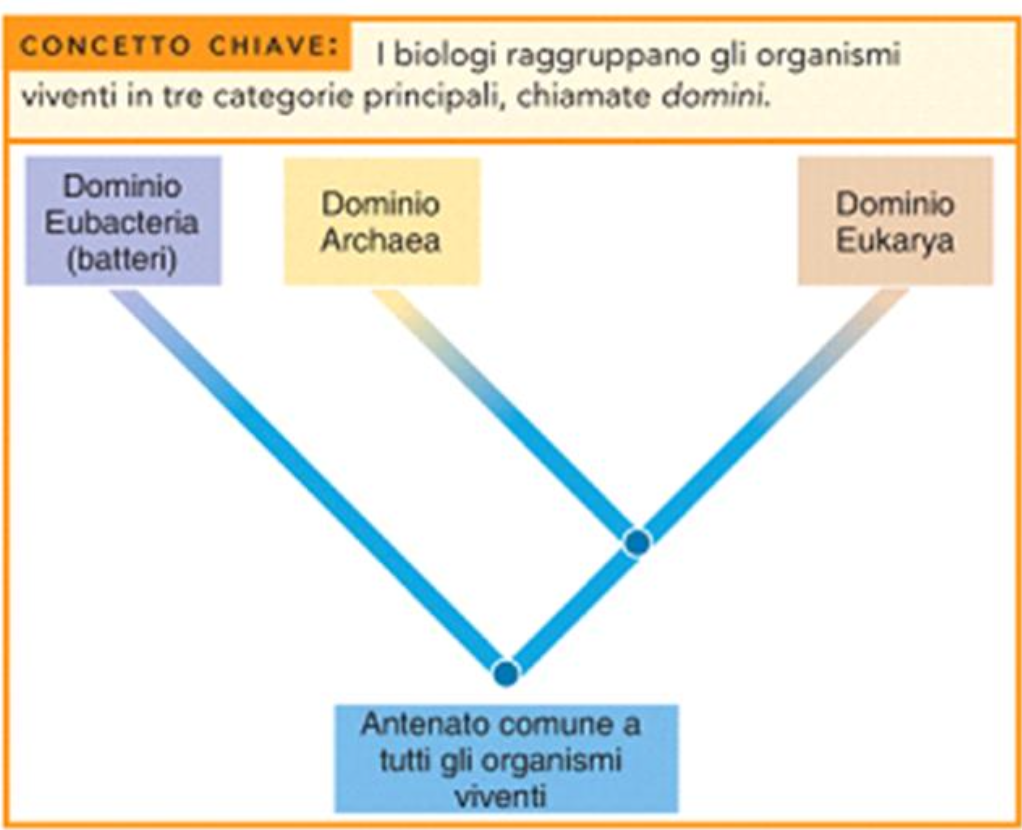 CONCETTO CHIAVE: I biologi raggruppano gli organismi
viventi in tre categorie principali, chiamate domini.
Dominio
Eubacteria
(batteri)
Dominio
Archaea
Dominio
Eukarya
Antenato comune a
tutti gli organismi
viventi